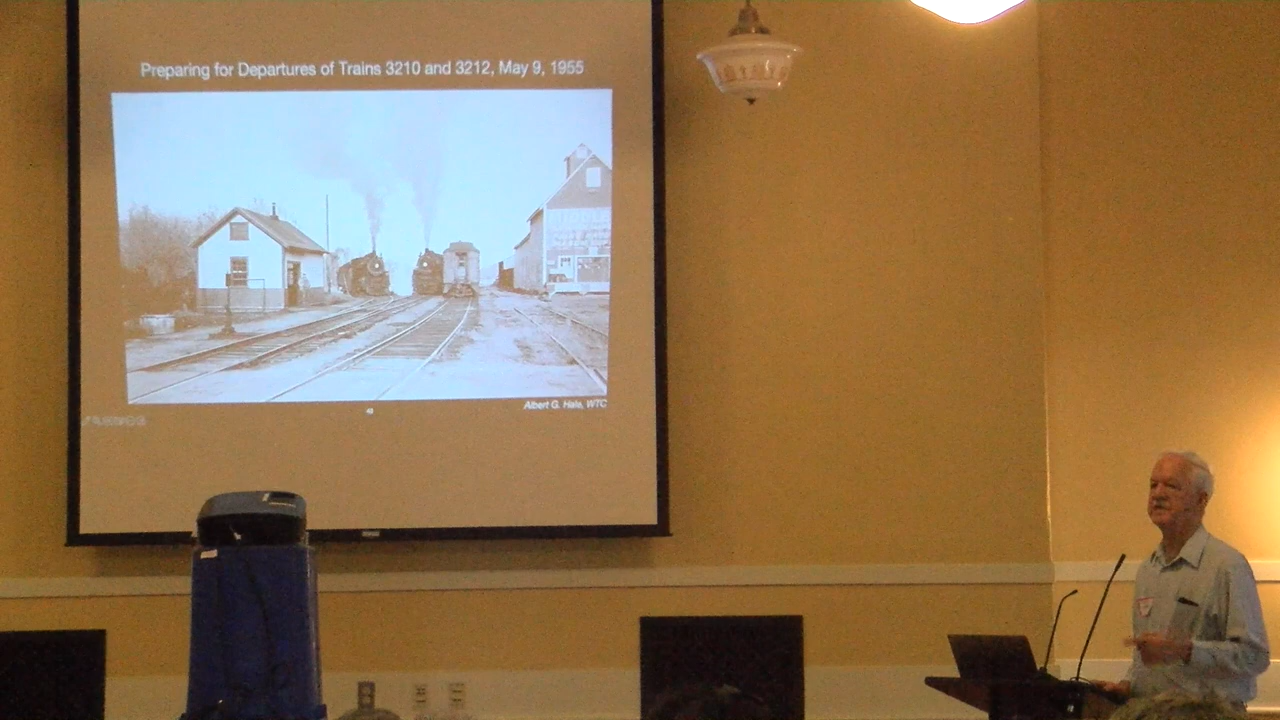 Preparing for Departures of Trains 3210 and 3212, May 9, 1955
Albert G. Hale, WTC